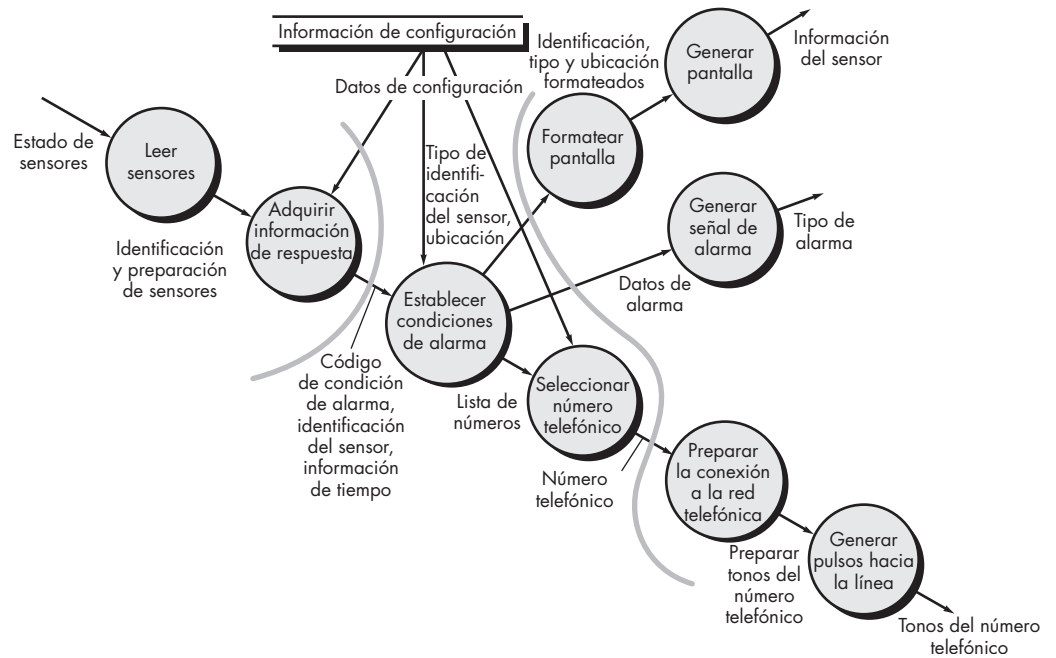 Información de configuración
Datos de configuración
Estado de
sensores
Leer
sensores
Identificación
y preparación
de sensores
Adquirir
información
de respuesta
Tipo de
identifi-
cación
del sensor,
ubicación
Código
de condición
de alarma,
identificación
del sensor,
información
de tiempo
Establecer
condiciones
de alarma
Identificación,
tipo y ubicación
formateados
Formatear
pantalla
Generar
pantalla
Información
del sensor
Datos de
alarma
Generar
señal de
alarma
Tipo de
alarma
Lista de
números
Seleccionar
número
telefónico
Número
telefónico
Preparar
la conexión
a la red
telefónica
Preparar
tonos del
número
telefónico
Generar
pulsos hacia
la línea
Tonos del número
telefónico